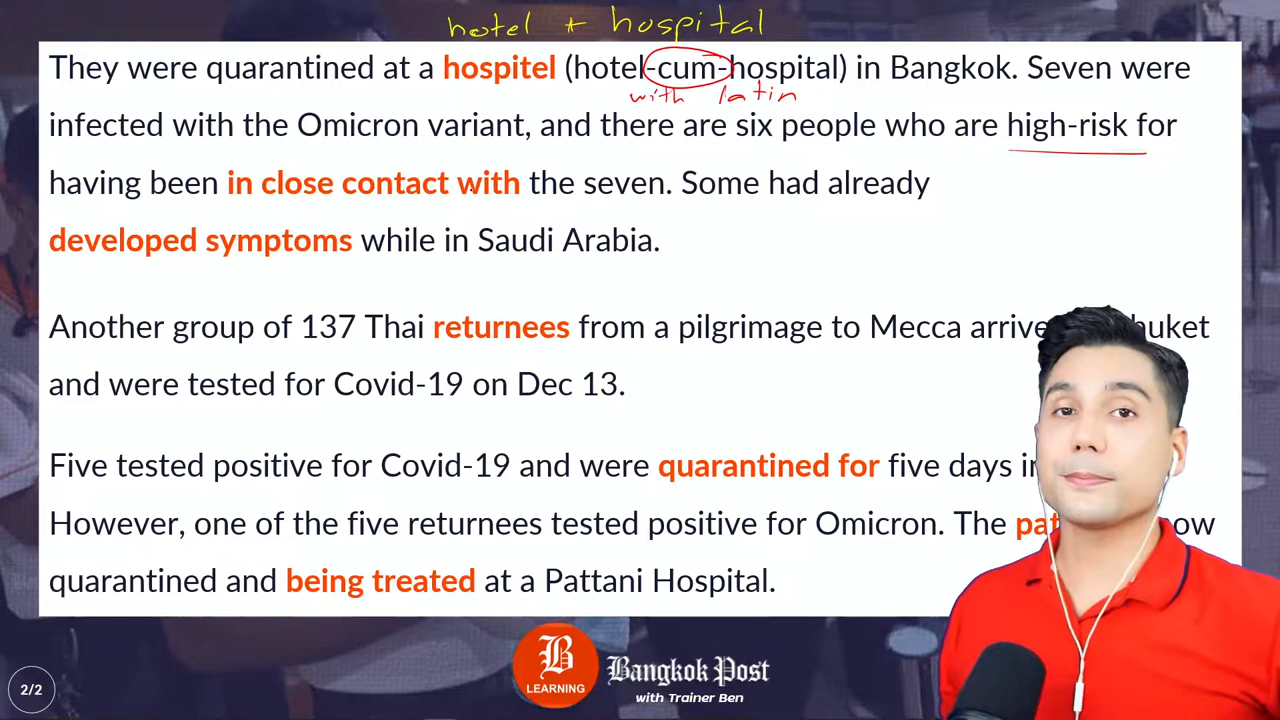 hotel + hospital
They were quarantined at a hospitel (hotel-cum-hospital) in Bangkok. Seven were
with latin
infected with the Omicron variant, and there are six people who are high-risk for
having been in close contact with the seven. Some had already
developed symptoms while in Saudi Arabia.
Another group of 137 Thai returnees from a pilgrimage to Mecca
and were tested for Covid-19 on Dec 13.
Five tested positive for Covid-19 and were quarantined for five days
However, one of the five returnees tested positive for Omicron. The
quarantined and being treated at a Pattani Hospital.
B
LEARNING
Bangkok Post
with Trainer Ben
2/2